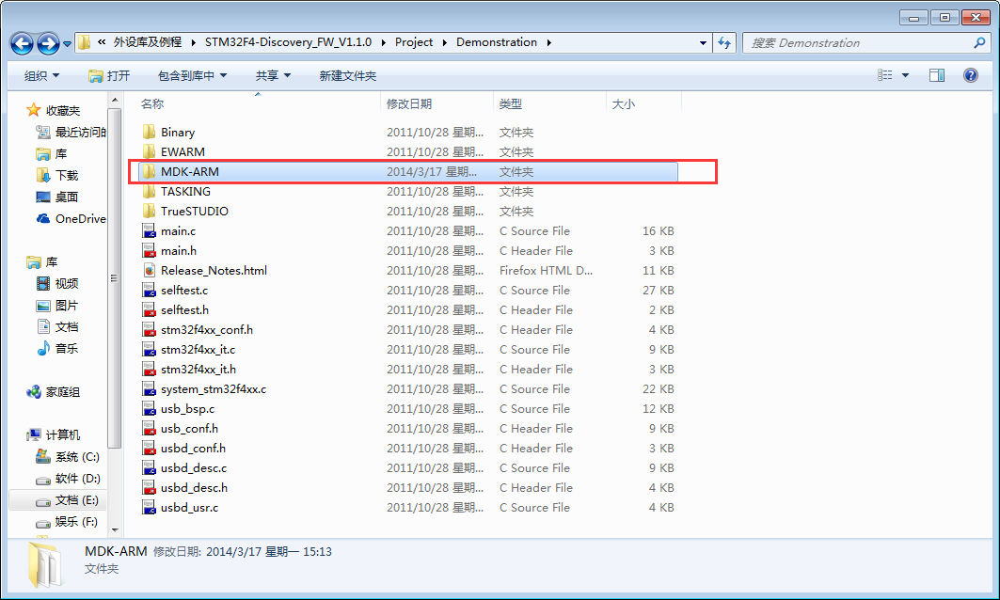 « 外设库及例程 STM32F4-Discovery_FW_V1.1.0 Project Demonstration
搜索 Demonstration
组织 打开 包含到库中 共享 新建文件夹
收藏夹
最近访问的
库
下载
桌面
OneDrive
库
视频
图片
文档
音乐
家庭组
计算机
系统 (C:)
软件 (D:)
文档 (E:)
娱乐 (F:)
名称 修改日期 类型 大小
Binary 2011/10/28 星期... 文件夹
EWARM 2011/10/28 星期... 文件夹
MDK-ARM 2014/3/17 星期... 文件夹
TASKING 2011/10/28 星期... 文件夹
TrueSTUDIO 2011/10/28 星期... 文件夹
main.c 2011/10/28 星期... C Source File 16 KB
main.h 2011/10/28 星期... C Header File 3 KB
Release_Notes.html 2011/10/28 星期... Firefox HTML D... 11 KB
selftest.c 2011/10/28 星期... C Source File 27 KB
selftest.h 2011/10/28 星期... C Header File 2 KB
stm32f4xx_conf.h 2011/10/28 星期... C Header File 4 KB
stm32f4xx_it.c 2011/10/28 星期... C Source File 9 KB
stm32f4xx_it.h 2011/10/28 星期... C Header File 3 KB
system_stm32f4xx.c 2011/10/28 星期... C Source File 22 KB
usb_bsp.c 2011/10/28 星期... C Source File 12 KB
usb_conf.h 2011/10/28 星期... C Header File 9 KB
usbd_conf.h 2011/10/28 星期... C Header File 3 KB
usbd_desc.c 2011/10/28 星期... C Source File 9 KB
usbd_desc.h 2011/10/28 星期... C Header File 4 KB
usbd_usr.c 2011/10/28 星期... C Source File 4 KB
MDK-ARM 修改日期: 2014/3/17 星期一 15:13
文件夹